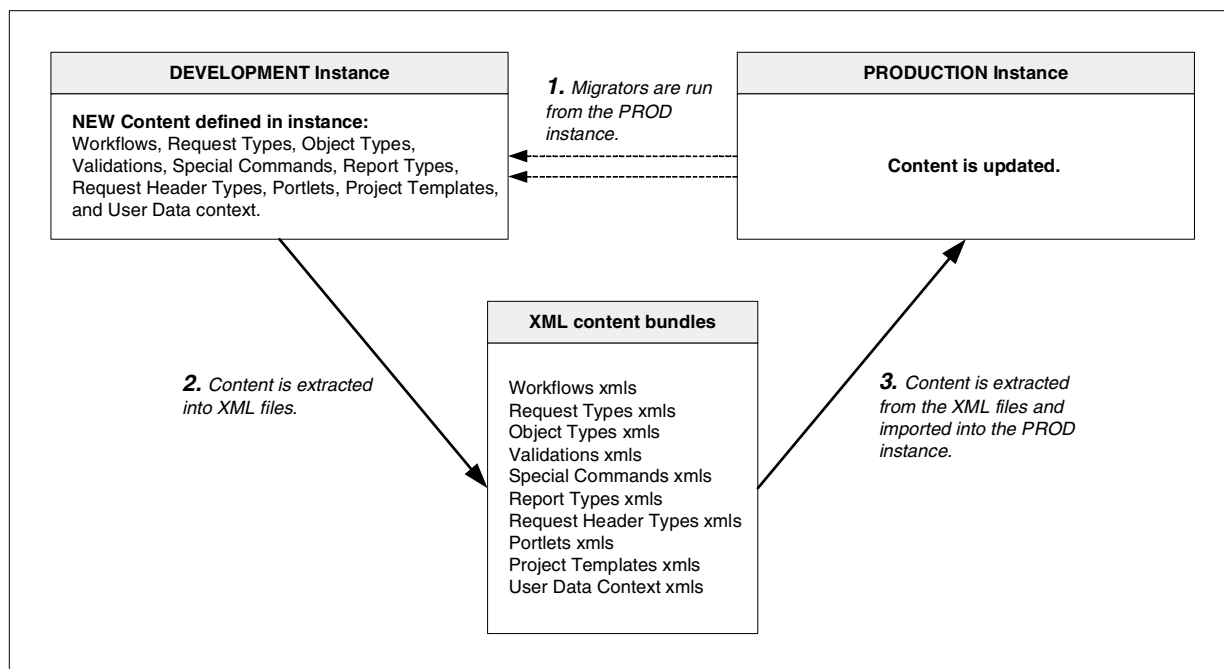 DEVELOPMENT Instance
NEW Content defined in instance:
Workflows, Request Types, Object Types,
Validations, Special Commands, Report Types,
Request Header Types, Portlets, Project Templates,
and User Data context.
1. Migrators are run
from the PROD
instance.
PRODUCTION Instance
Content is updated.
2. Content is extracted
into XML files.
XML content bundles
Workflows xmls
Request Types xmls
Object Types xmls
Validations xmls
Special Commands xmls
Report Types xmls
Request Header Types xmls
Portlets xmls
Project Templates xmls
User Data Context xmls
3. Content is extracted
from the XML files and
imported into the PROD
instance.